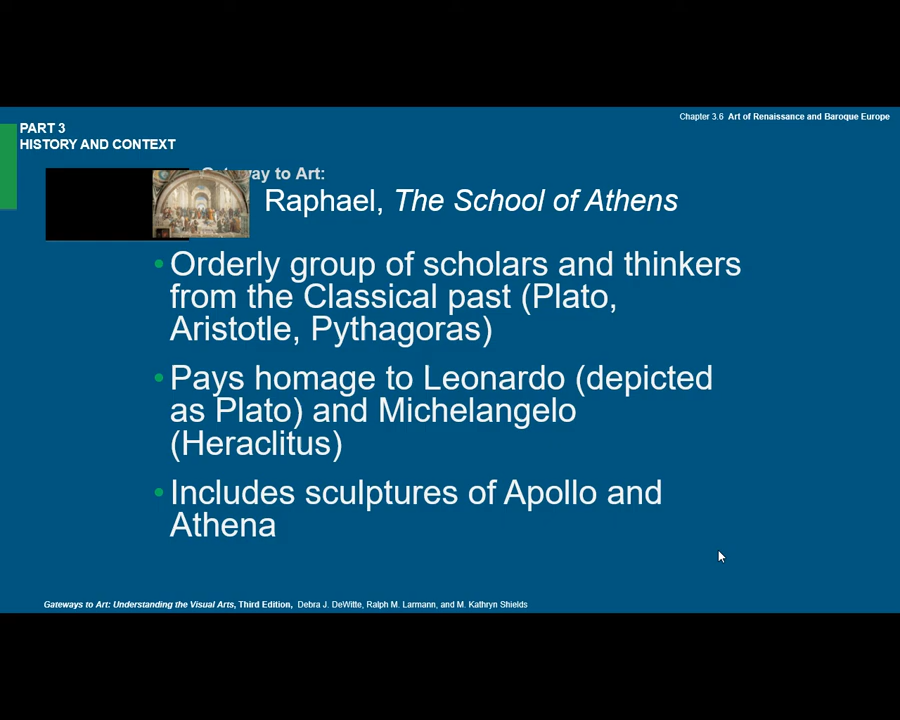 Chapter 3.6 Art of Renaissance and Baroque Europe
PART 3
HISTORY AND CONTEXT
to Art:
Raphael, The School of Athens
• Orderly group of scholars and thinkers
from the Classical past (Plato,
Aristotle, Pythagoras)
• Pays homage to Leonardo (depicted
as Plato) and Michelangelo
(Heraclitus)
• Includes sculptures of Apollo and
Athena
Gateways to Art: Understanding the Visual Arts, Third Edition, Debra J. DeWitte, Ralph M. Larmann, and M. Kathryn Shields